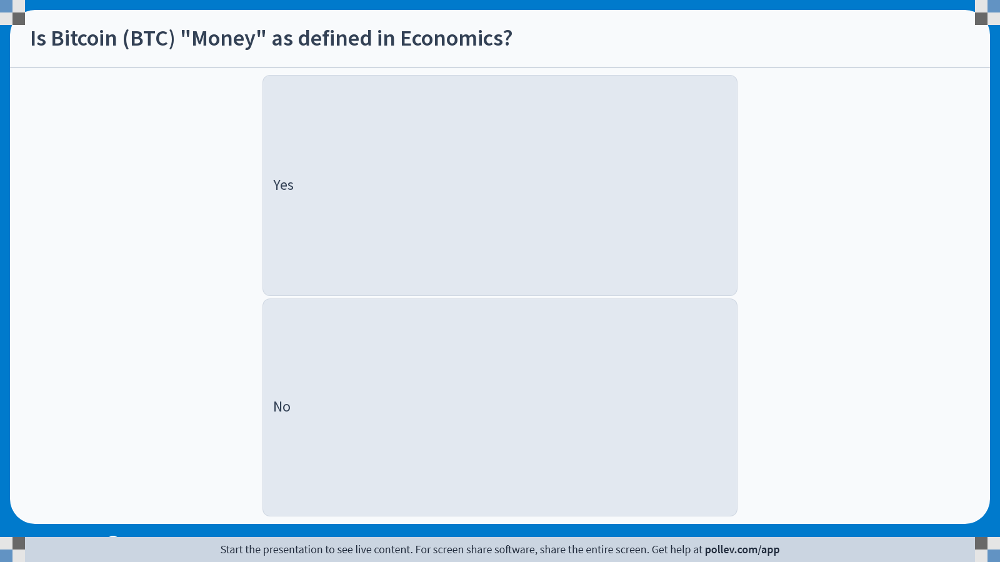 Is Bitcoin (BTC) "Money" as defined in Economics?
Yes
No
Start the presentation to see live content. For screen share software, share the entire screen. Get help at pollev.com/app